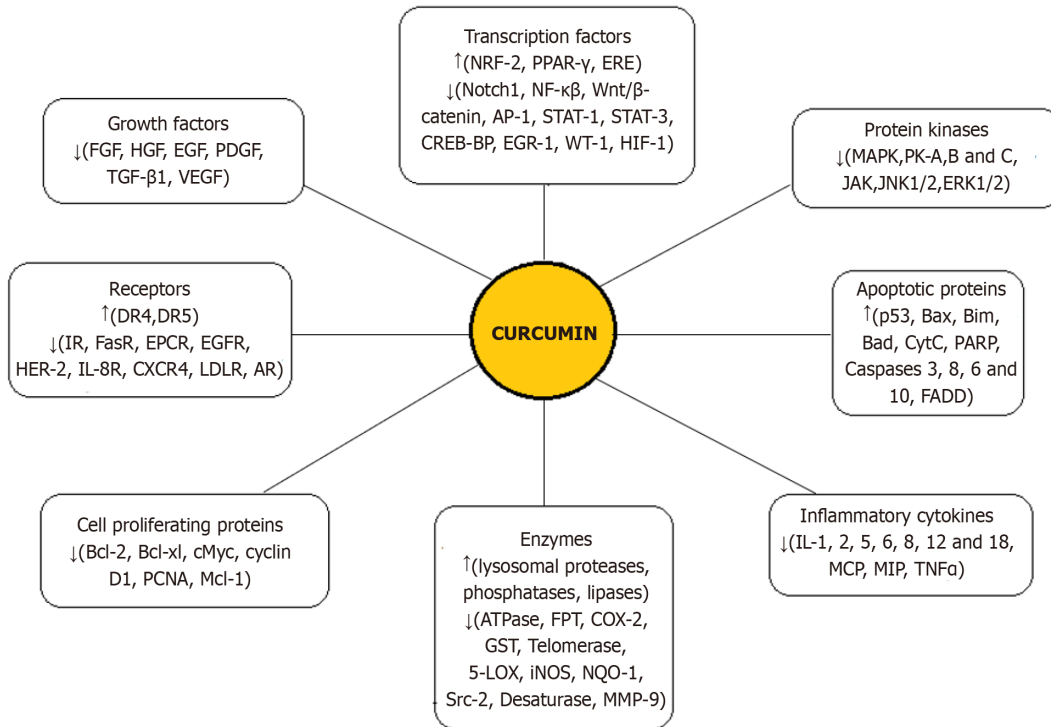 Transcription factors
↑(NRF-2, PPAR-γ, ERE)
↓(Notch1, NF-κβ, Wnt/β-
catenin, AP-1, STAT-1, STAT-3,
CREB-BP, EGR-1, WT-1, HIF-1)
Growth factors
↓(FGF, HGF, EGF, PDGF,
TGF-β1, VEGF)
Protein kinases
↓(MAPK,PK-A,B and C,
JAK,JNK1/2,ERK1/2)
Receptors
↑(DR4,DR5)
↓(IR, FasR, EPCR, EGFR,
HER-2, IL-8R, CXCR4, LDLR, AR)
CURCUMIN
Apoptotic proteins
↑(p53, Bax, Bim,
Bad, CytC, PARP,
Caspases 3, 8, 6 and
10, FADD)
Cell proliferating proteins
↓(Bcl-2, Bcl-xl, cMyc, cyclin
D1, PCNA, Mcl-1)
Enzymes
↑(lysosomal proteases,
phosphatases, lipases)
↓(ATPase, FPT, COX-2,
GST, Telomerase,
5-LOX, iNOS, NQO-1,
Src-2, Desaturase, MMP-9)
Inflammatory cytokines
↓(IL-1, 2, 5, 6, 8, 12 and 18,
MCP, MIP, TNFα)